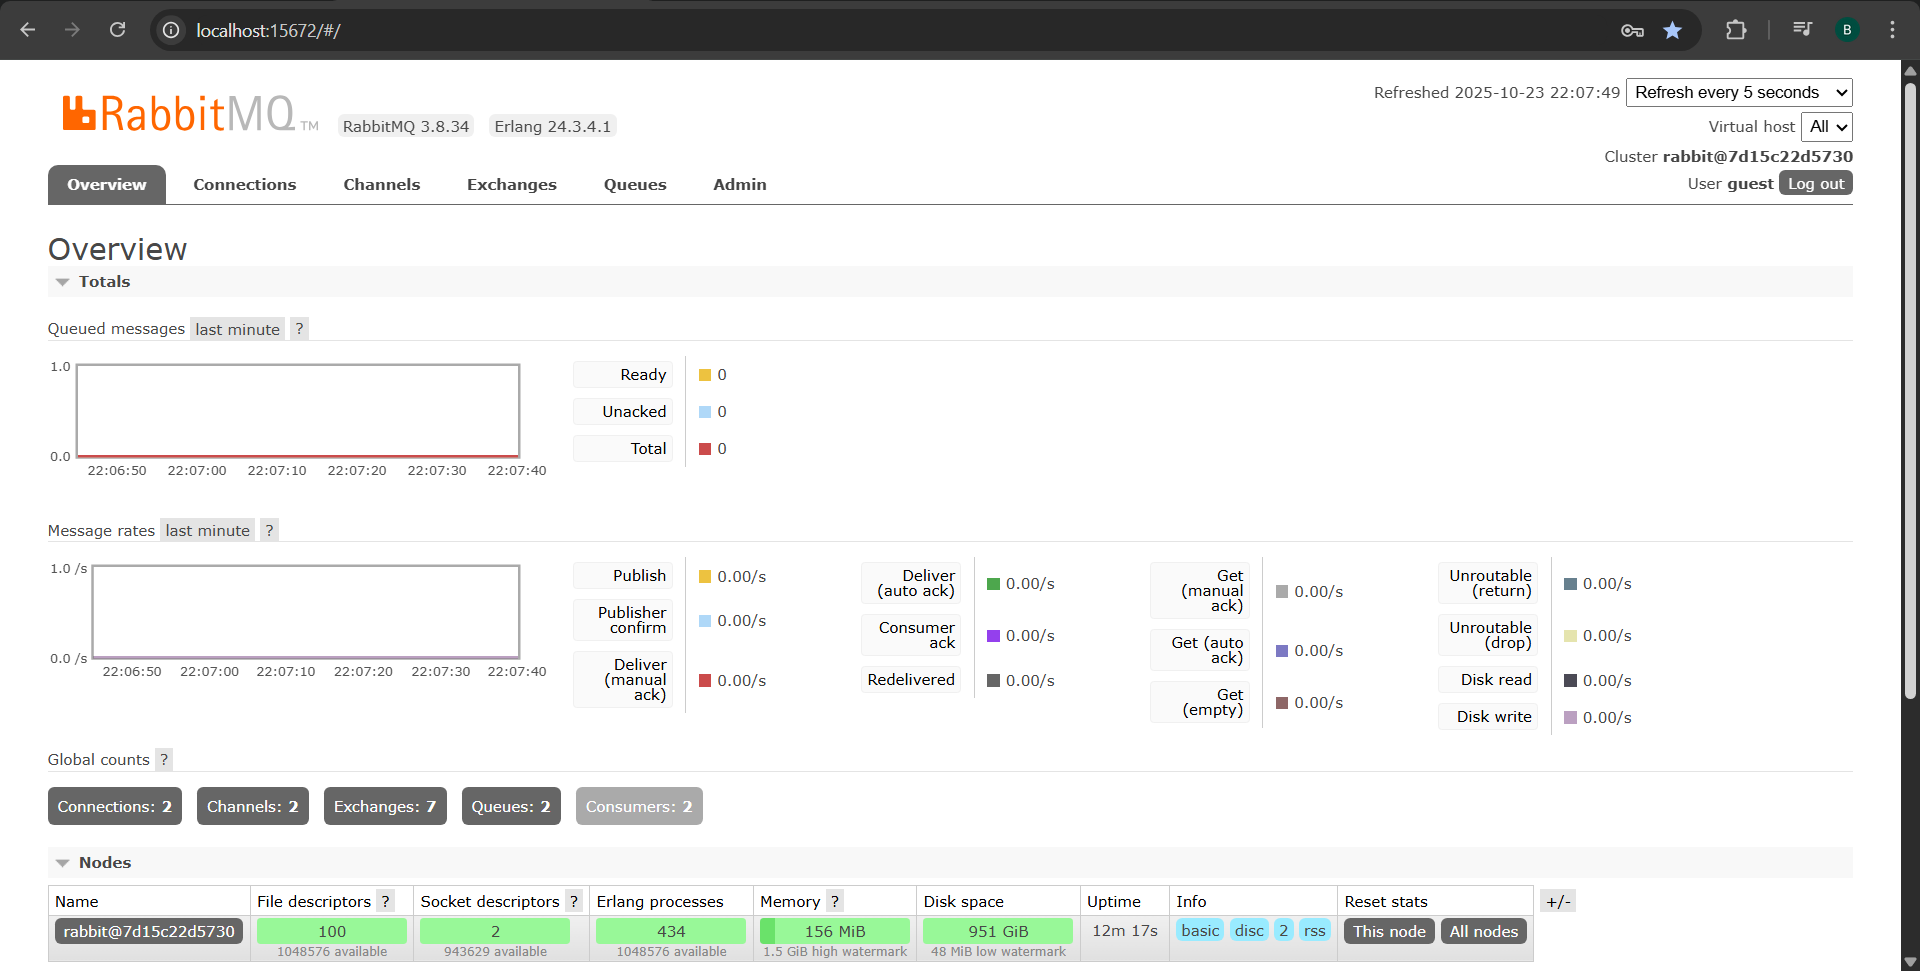 localhost:15672/#/
B
RabbitMQ TM RabbitMQ 3.8.34 Erlang 24.3.4.1
Refreshed 2025-10-23 22:07:49 Refresh every 5 seconds
Virtual host All
Cluster rabbit@7d15c22d5730
User guest Log out
Overview Connections Channels Exchanges Queues Admin
Overview
Totals
Queued messages last minute ?
1.0
0.0
22:06:50 22:07:00 22:07:10 22:07:20 22:07:30 22:07:40
Ready 0
Unacked 0
Total 0
Message rates last minute ?
1.0 /s
0.0 /s
22:06:50 22:07:00 22:07:10 22:07:20 22:07:30 22:07:40
Publish 0.00/s
Publisher
confirm 0.00/s
Deliver
(manual
ack) 0.00/s
Deliver
(auto ack) 0.00/s
Consumer
ack 0.00/s
Redelivered 0.00/s
Get
(manual
ack) 0.00/s
Get (auto
ack) 0.00/s
Get
(empty) 0.00/s
Unroutable
(return) 0.00/s
Unroutable
(drop) 0.00/s
Disk read 0.00/s
Disk write 0.00/s
Global counts ?
Connections: 2 Channels: 2 Exchanges: 7 Queues: 2 Consumers: 2
Nodes
Name File descriptors ? Socket descriptors ? Erlang processes Memory ? Disk space Uptime Info Reset stats +/-
rabbit@7d15c22d5730 100 2 434 156 MiB 951 GiB 12m 17s basic disc 2 rss This node All nodes
1048576 available 943629 available 1048576 available 1.5 GiB high watermark 48 MiB low watermark